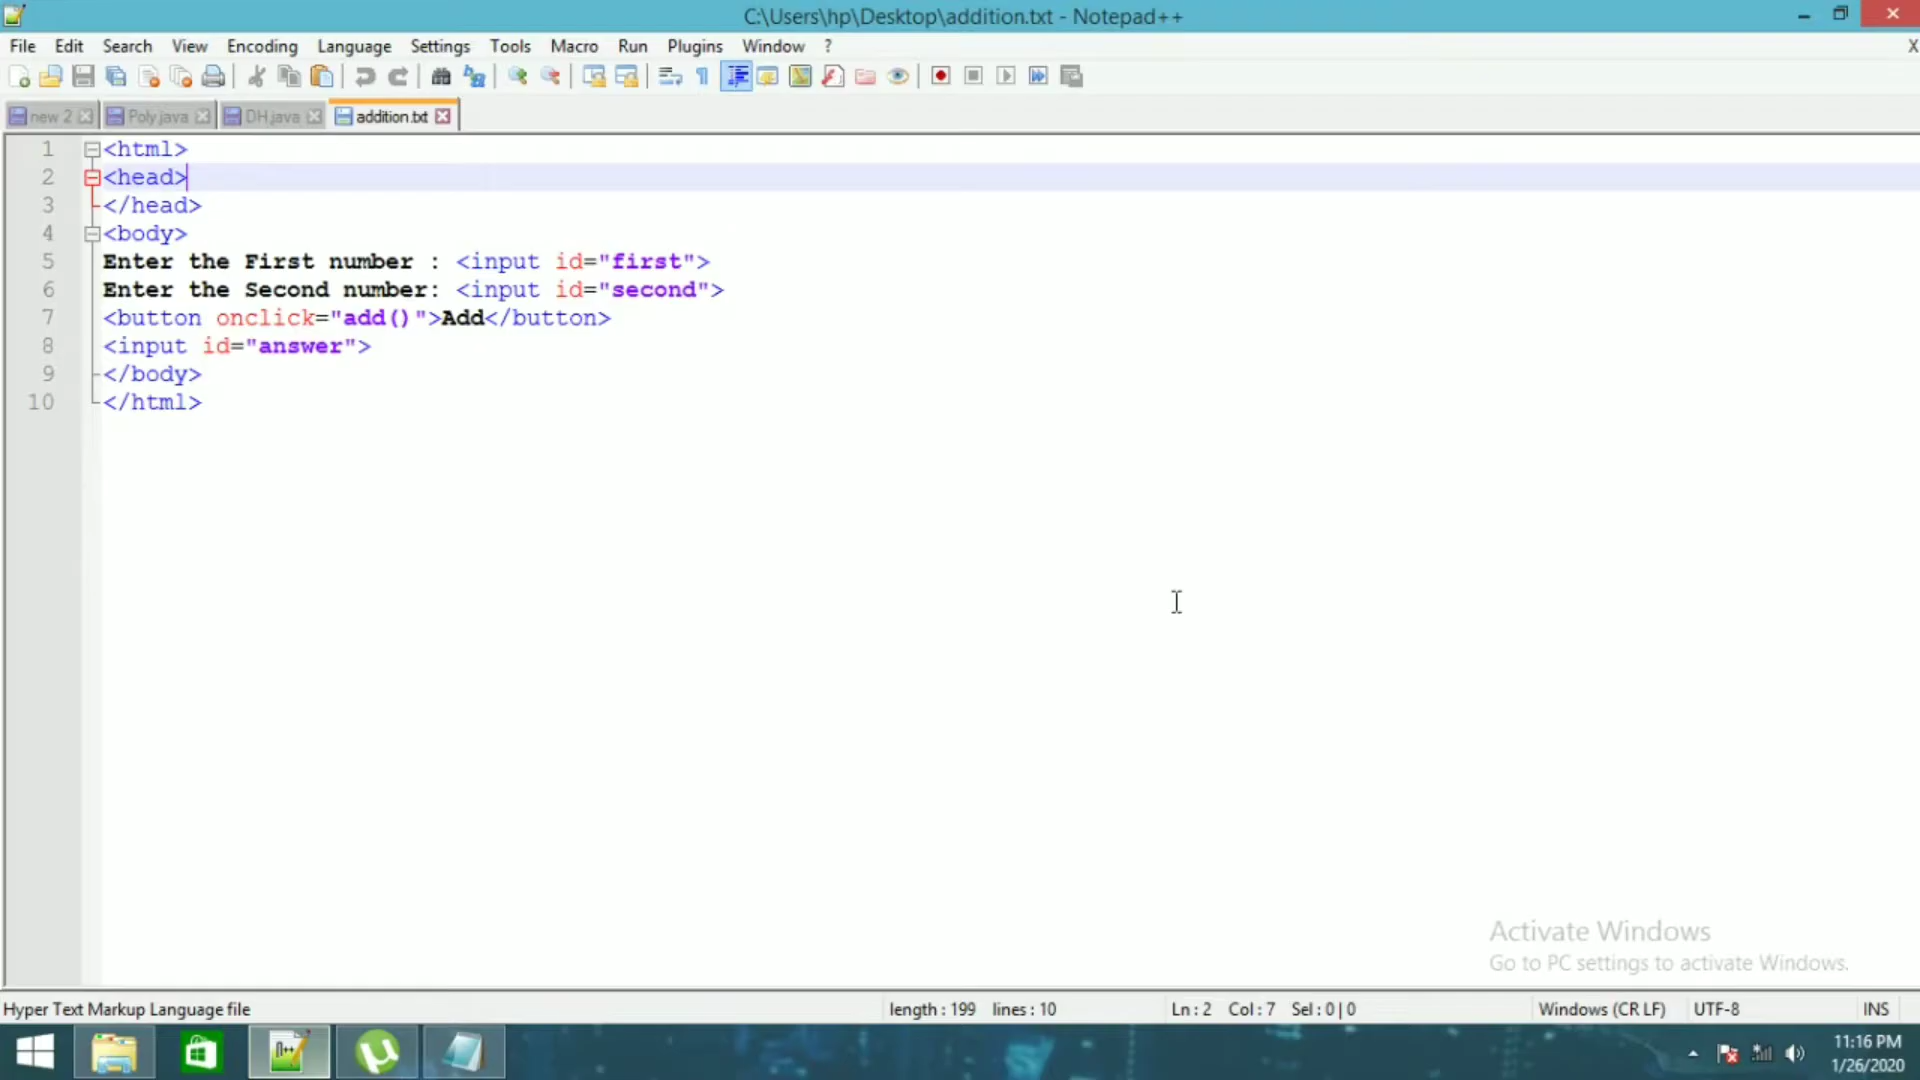 C:\Users\hp\Desktop\addition.txt - Notepad++
File Edit Search View Encoding Language Settings Tools Macro Run Plugins Window ? X
new 2 Poly.java DH.java addition.txt
1 <html>
2 <head>
3 </head>
4 <body>
5 Enter the First number : <input id="first">
6 Enter the Second number: <input id="second">
7 <button onclick="add()">Add</button>
8 <input id="answer">
9 </body>
10 </html>
Activate Windows
Go to PC settings to activate Windows.
Hyper Text Markup Language file length : 199 lines : 10 Ln : 2 Col : 7 Sel : 0 | 0 Windows (CR LF) UTF-8 INS
11:16 PM
1/26/2020